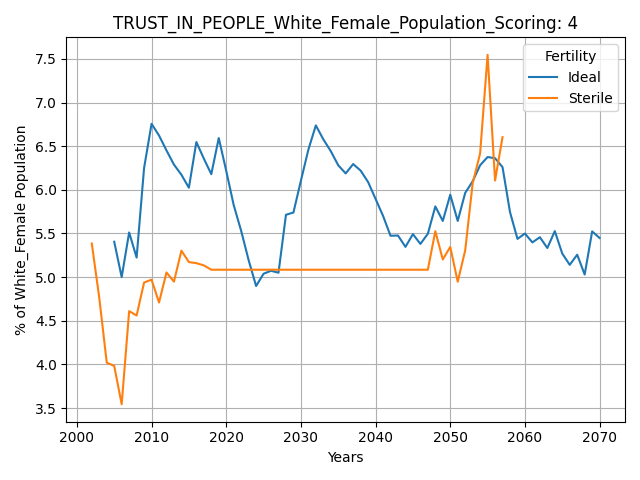 TRUST_IN_PEOPLE_White_Female_Population_Scoring: 4
% of White_Female Population
7.5
7.0
6.5
6.0
5.5
5.0
4.5
4.0
3.5
Fertility
Ideal
Sterile
2000 2010 2020 2030 2040 2050 2060 2070
Years